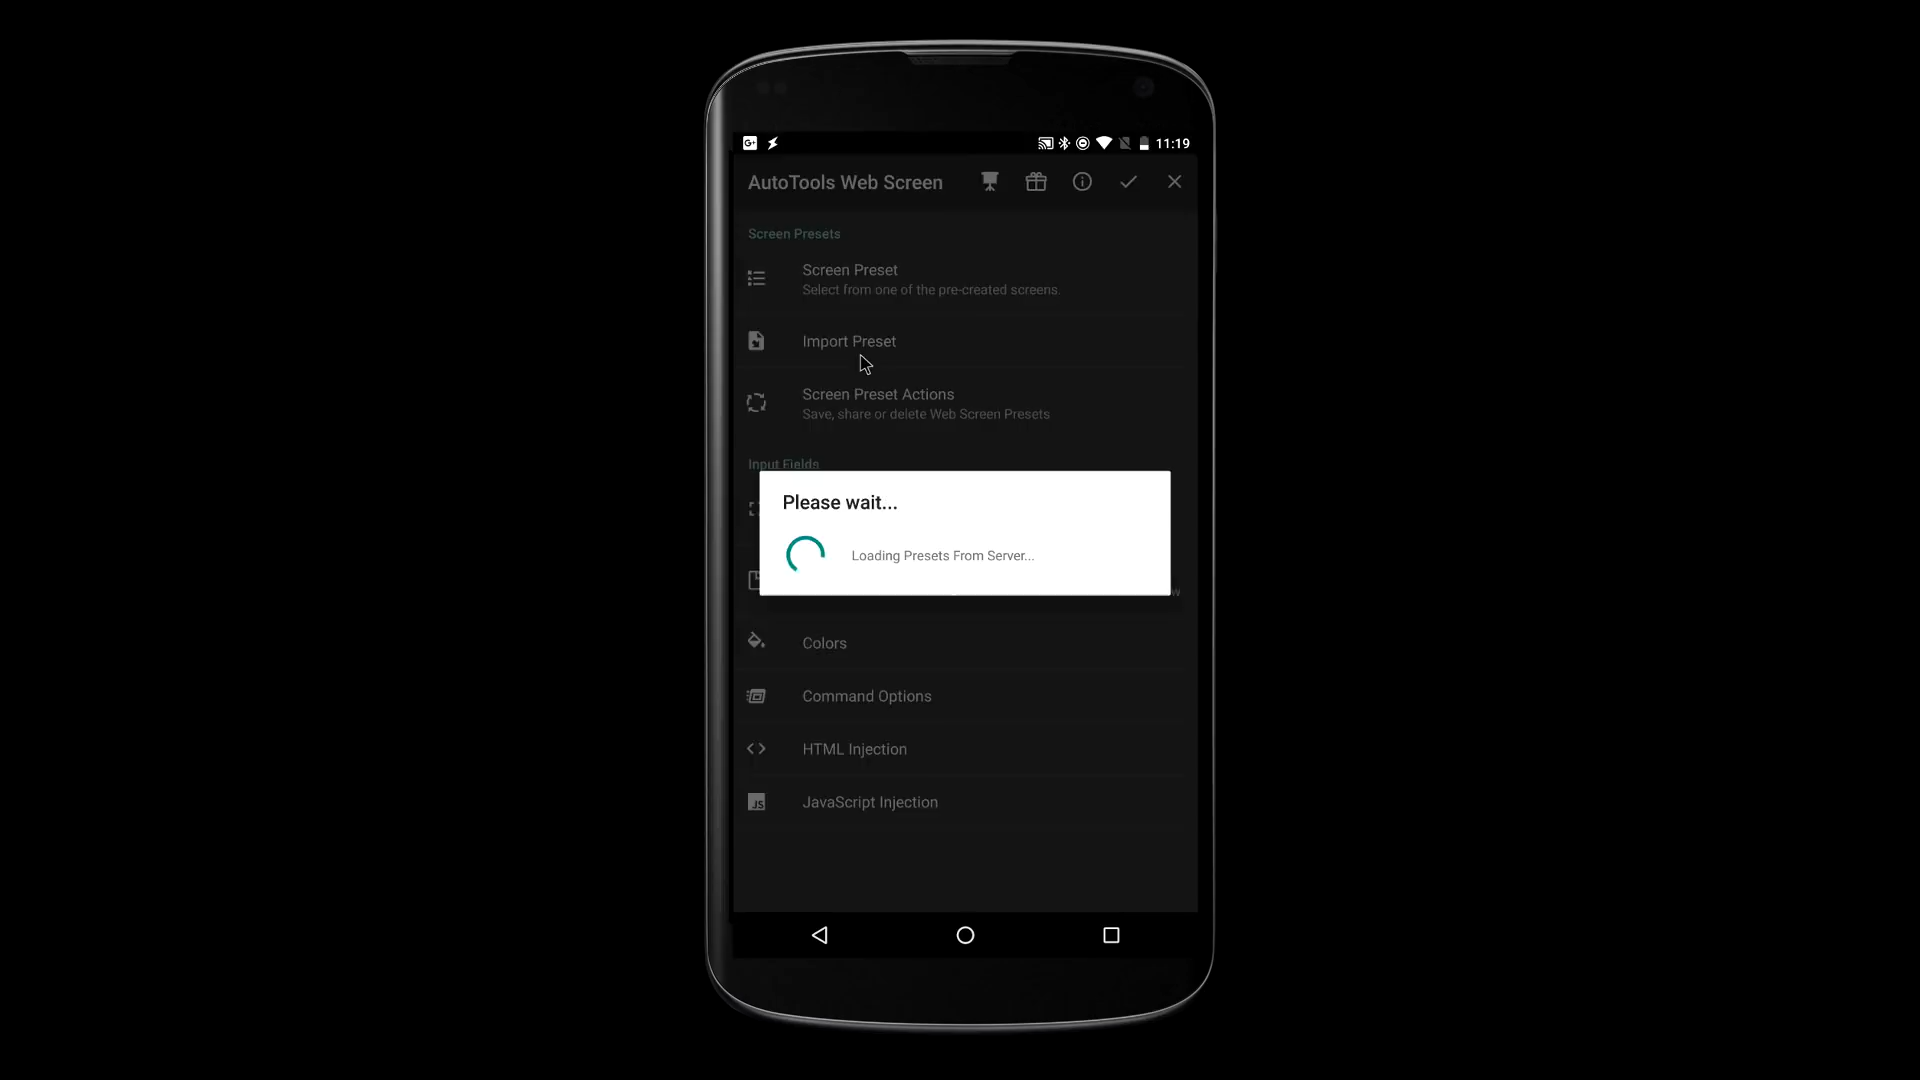 11:19
AutoTools Web Screen
Screen Presets
Screen Preset
Select from one of the pre-created screens.
Import Preset
Screen Preset Actions
Save, share or delete Web Screen Presets
Input Fields
Please wait...
Loading Presets From Server...
Colors
Command Options
HTML Injection
JS
JavaScript Injection